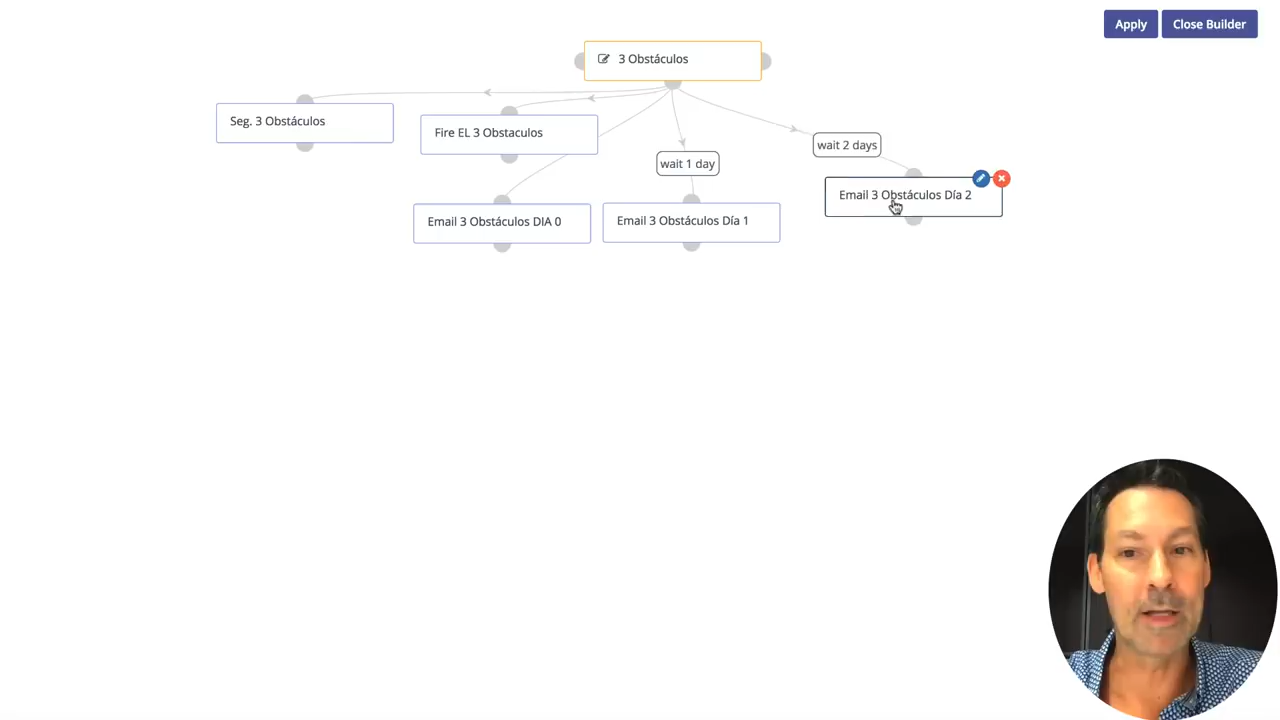 Apply
Close Builder
3 Obstáculos
Seg. 3 Obstáculos
Fire EL 3 Obstaculos
wait 2 days
wait 1 day
Email 3 Obstáculos Día 2
Email 3 Obstáculos DIA 0
Email 3 Obstáculos Día 1